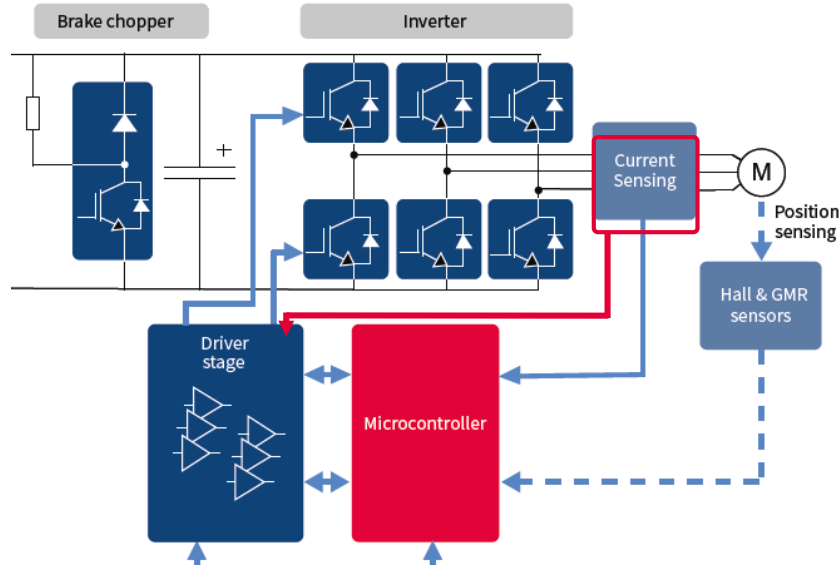 Brake chopper
Inverter
Current
Sensing
M
Position
sensing
Hall & GMR
sensors
Driver
stage
Microcontroller